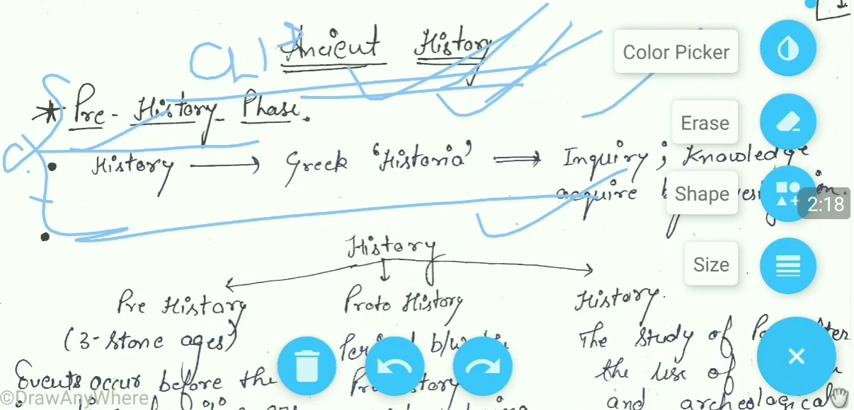 Ancient History
CL
* Pre-History Phase.
• History → Greek 'Historia' ⇒ Inquiry; Knowledge
acquire
•
History
Pre History Proto History History.
(3-stone ages) b/w The study of
Events occur before the the use of
and archeological
Color Picker
Erase
Shape
2:18
Size
©DrawAnyWhere